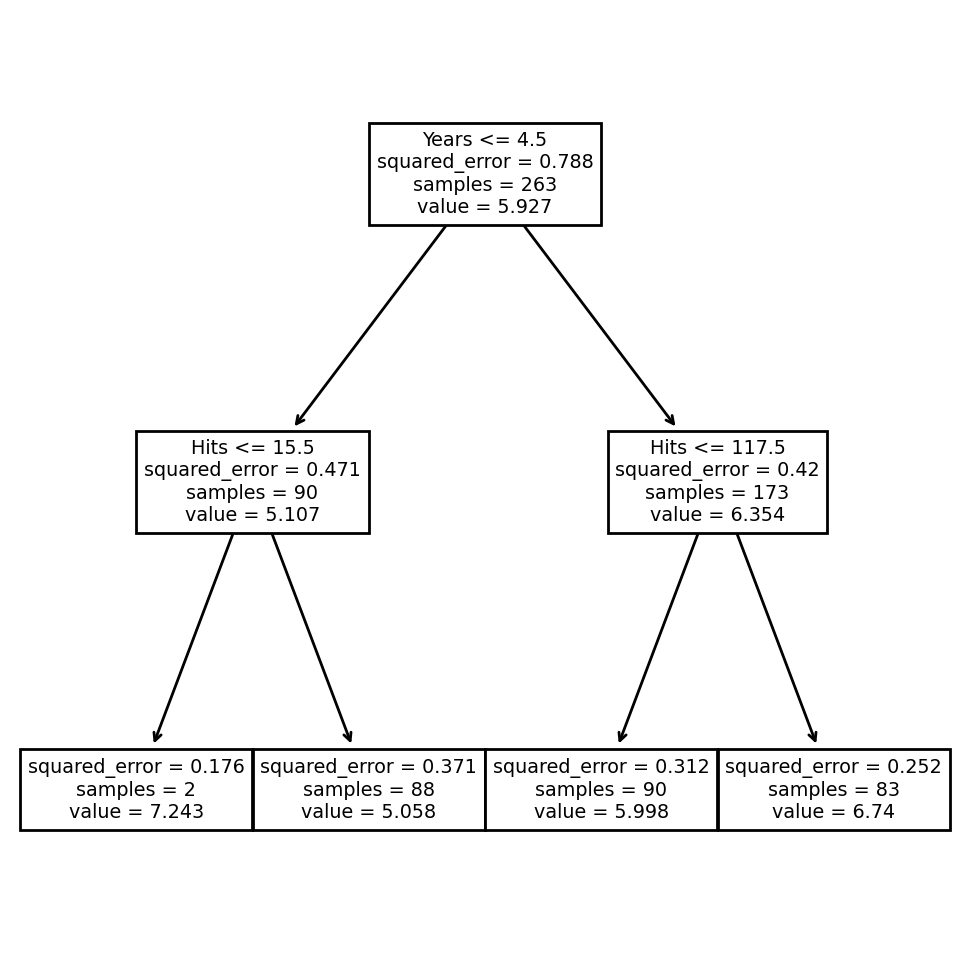 Years <= 4.5
squared_error = 0.788
samples = 263
value = 5.927
Hits <= 15.5
squared_error = 0.471
samples = 90
value = 5.107
Hits <= 117.5
squared_error = 0.42
samples = 173
value = 6.354
squared_error = 0.176
samples = 2
value = 7.243
squared_error = 0.371
samples = 88
value = 5.058
squared_error = 0.312
samples = 90
value = 5.998
squared_error = 0.252
samples = 83
value = 6.74